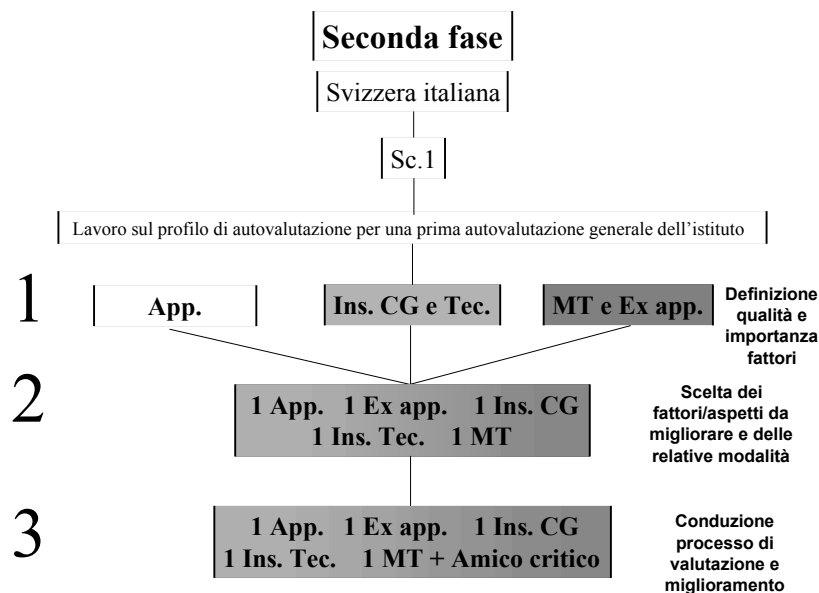 Seconda fase
Svizzera italiana
Sc.1
Lavoro sul profilo di autovalutazione per una prima autovalutazione generale dell'istituto
1
App.
Ins. CG e Tec.
MT e Ex app.
Definizione
qualità e
importanza
fattori
2
1 App. 1 Ex app. 1 Ins. CG
1 Ins. Tec. 1 MT
Scelta dei
fattori/aspetti da
migliorare e delle
relative modalità
3
1 App. 1 Ex app. 1 Ins. CG
1 Ins. Tec. 1 MT + Amico critico
Conduzione
processo di
valutazione e
miglioramento